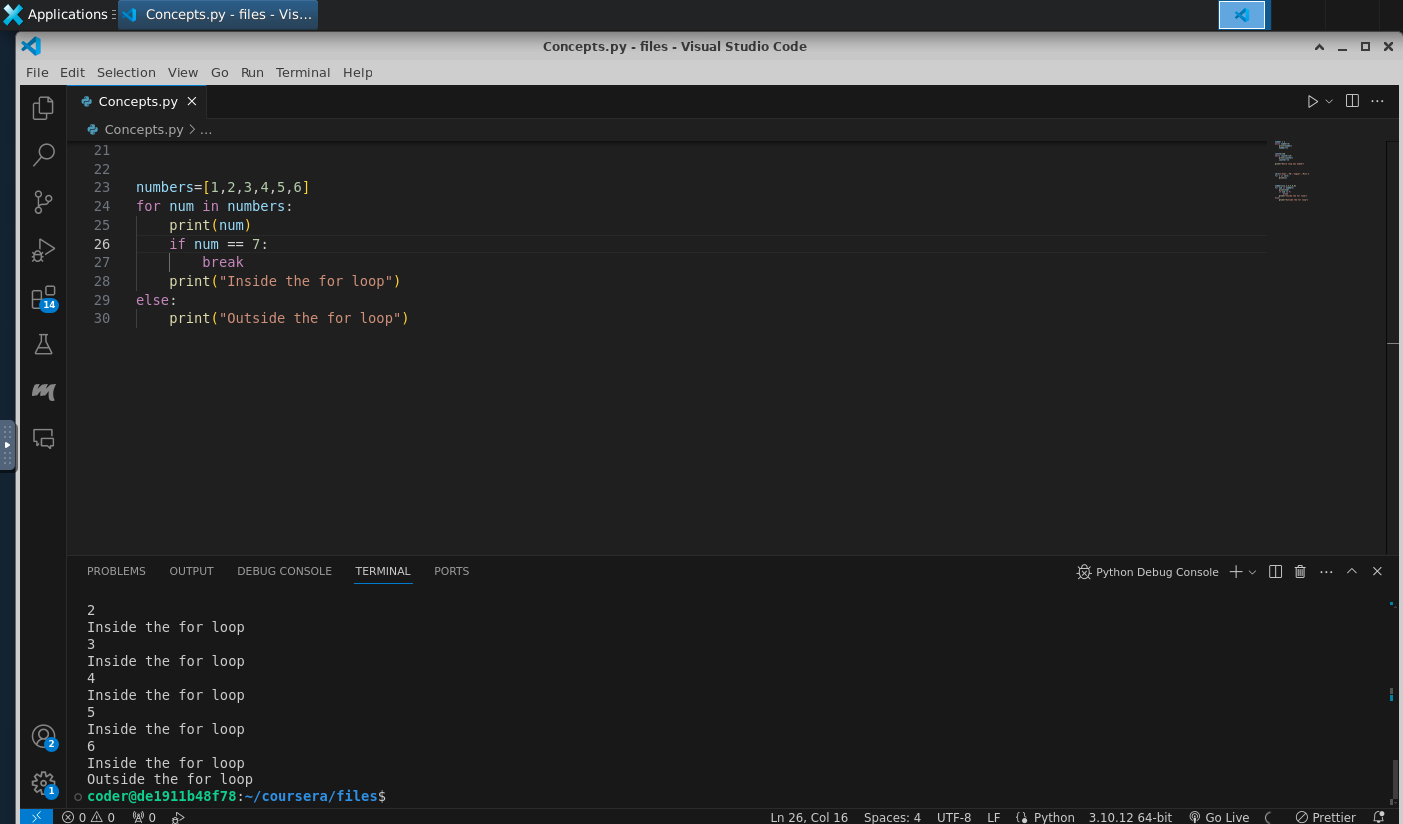 Applications
Concepts.py - files - Vis...
Concepts.py - files - Visual Studio Code
File Edit Selection View Go Run Terminal Help
Concepts.py
Concepts.py > ...
21
22
23 numbers=[1,2,3,4,5,6]
24 for num in numbers:
25     print(num)
26     if num == 7:
27         break
28     print("Inside the for loop")
29 else:
30     print("Outside the for loop")
14
PROBLEMS OUTPUT DEBUG CONSOLE TERMINAL PORTS
Python Debug Console
2
Inside the for loop
3
Inside the for loop
4
Inside the for loop
5
Inside the for loop
6
Inside the for loop
Outside the for loop
coder@de1911b48f78:~/coursera/files$
2
1
0 0 0
Ln 26, Col 16 Spaces: 4 UTF-8 LF Python 3.10.12 64-bit Go Live Prettier